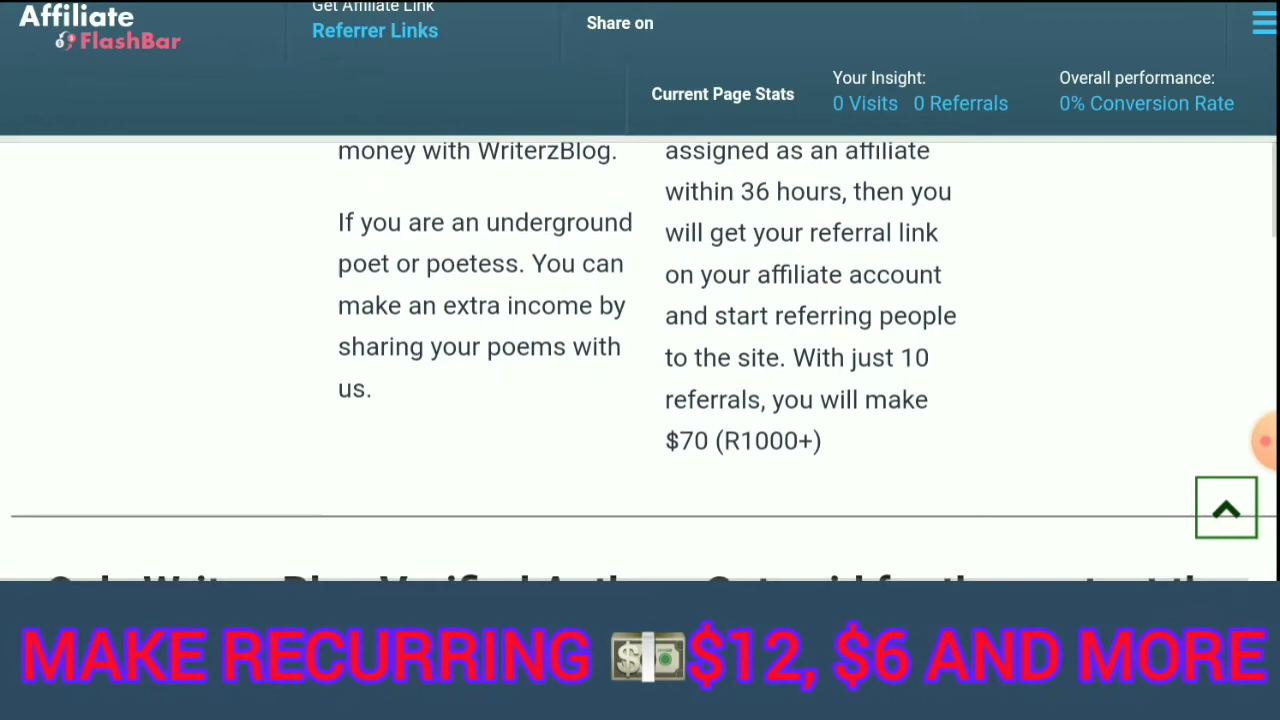 Affiliate
FlashBar
Get Affiliate Link
Referrer Links
Share on
Current Page Stats
Your Insight:
0 Visits 0 Referrals
Overall performance:
0% Conversion Rate
money with WriterzBlog.
If you are an underground
poet or poetess. You can
make an extra income by
sharing your poems with
us.
assigned as an affiliate
within 36 hours, then you
will get your referral link
on your affiliate account
and start referring people
to the site. With just 10
referrals, you will make
$70 (R1000+)
MAKE RECURRING 💵$12, $6 AND MORE